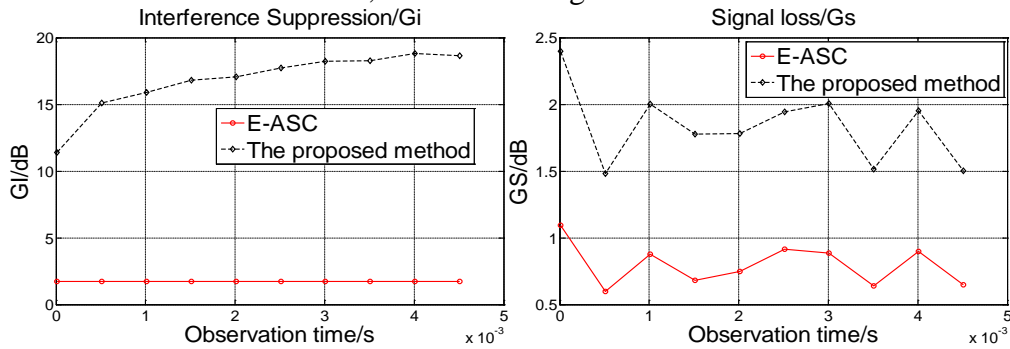 Interference Suppression/Gi
20
15
10
5
0
GI/dB
E-ASC
The proposed method
0 1 2 3 4 5
Observation time/s
x 10⁻³
Signal loss/Gs
2.5
2
1.5
1
0.5
GS/dB
E-ASC
The proposed method
0 1 2 3 4 5
Observation time/s
x 10⁻³